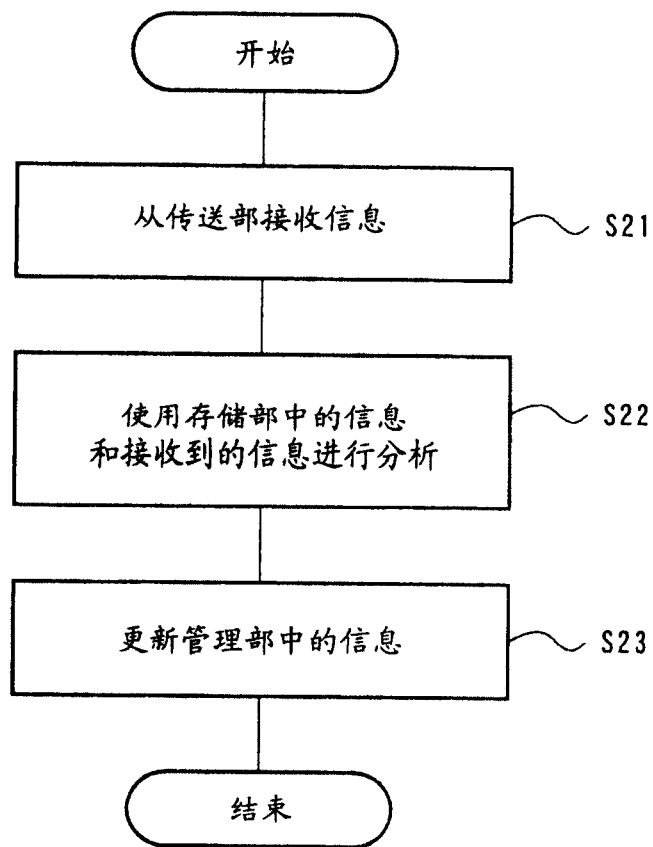 开始
从传送部接收信息
S21
使用存储部中的信息
和接收到的信息进行分析
S22
更新管理部中的信息
S23
结束